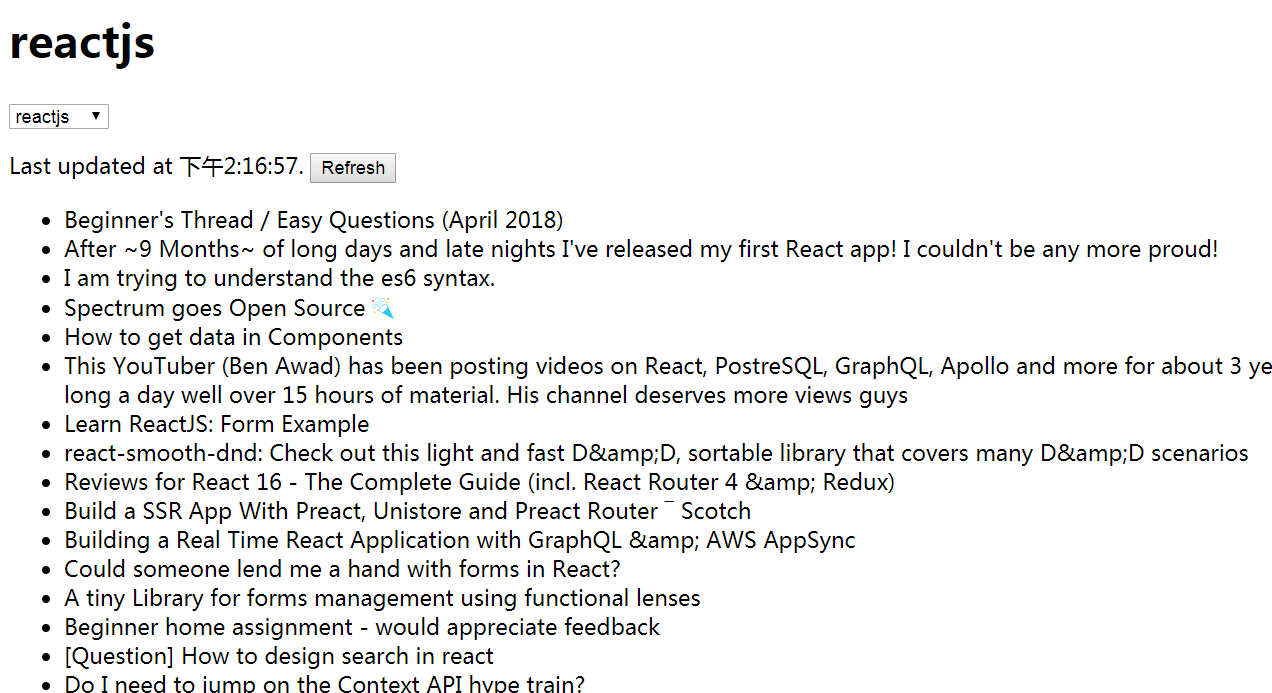 reactjs
reactjs
Last updated at 下午2:16:57. Refresh
Beginner's Thread / Easy Questions (April 2018)
After ~9 Months~ of long days and late nights I've released my first React app! I couldn't be any more proud!
I am trying to understand the es6 syntax.
Spectrum goes Open Source 🎉
How to get data in Components
This YouTuber (Ben Awad) has been posting videos on React, PostreSQL, GraphQL, Apollo and more for about 3 ye
long a day well over 15 hours of material. His channel deserves more views guys
Learn ReactJS: Form Example
react-smooth-dnd: Check out this light and fast D&amp;D, sortable library that covers many D&amp;D scenarios
Reviews for React 16 - The Complete Guide (incl. React Router 4 &amp; Redux)
Build a SSR App With Preact, Unistore and Preact Router ‾ Scotch
Building a Real Time React Application with GraphQL &amp; AWS AppSync
Could someone lend me a hand with forms in React?
A tiny Library for forms management using functional lenses
Beginner home assignment - would appreciate feedback
[Question] How to design search in react
Do I need to jump on the Context API hype train?